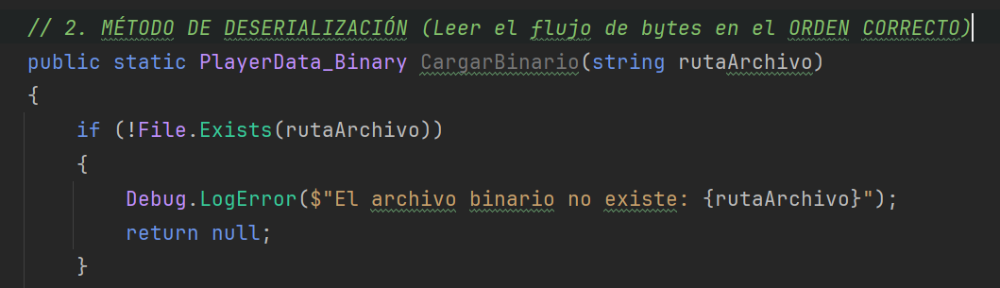 // 2. MÉTODO DE DESERIALIZACIÓN (Leer el flujo de bytes en el ORDEN CORRECTO)
public static PlayerData_Binary CargarBinario(string rutaArchivo)
{
    if (!File.Exists(rutaArchivo))
    {
        Debug.LogError($"El archivo binario no existe: {rutaArchivo}");
        return null;
    }